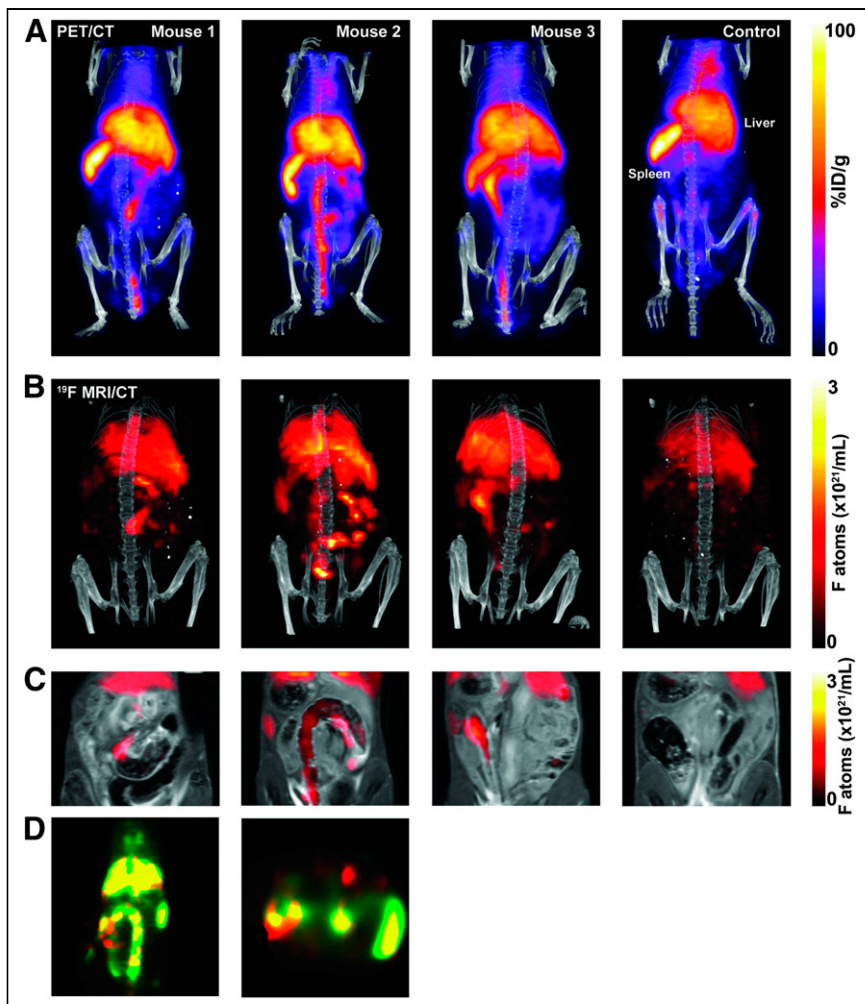 A
PET/CT Mouse 1
Mouse 2
Mouse 3
Control
100
Liver
Spleen
%ID/g
0
B
¹⁹F MRI/CT
3
F atoms (x10²¹/mL)
0
C
3
F atoms (x10²¹/mL)
0
D